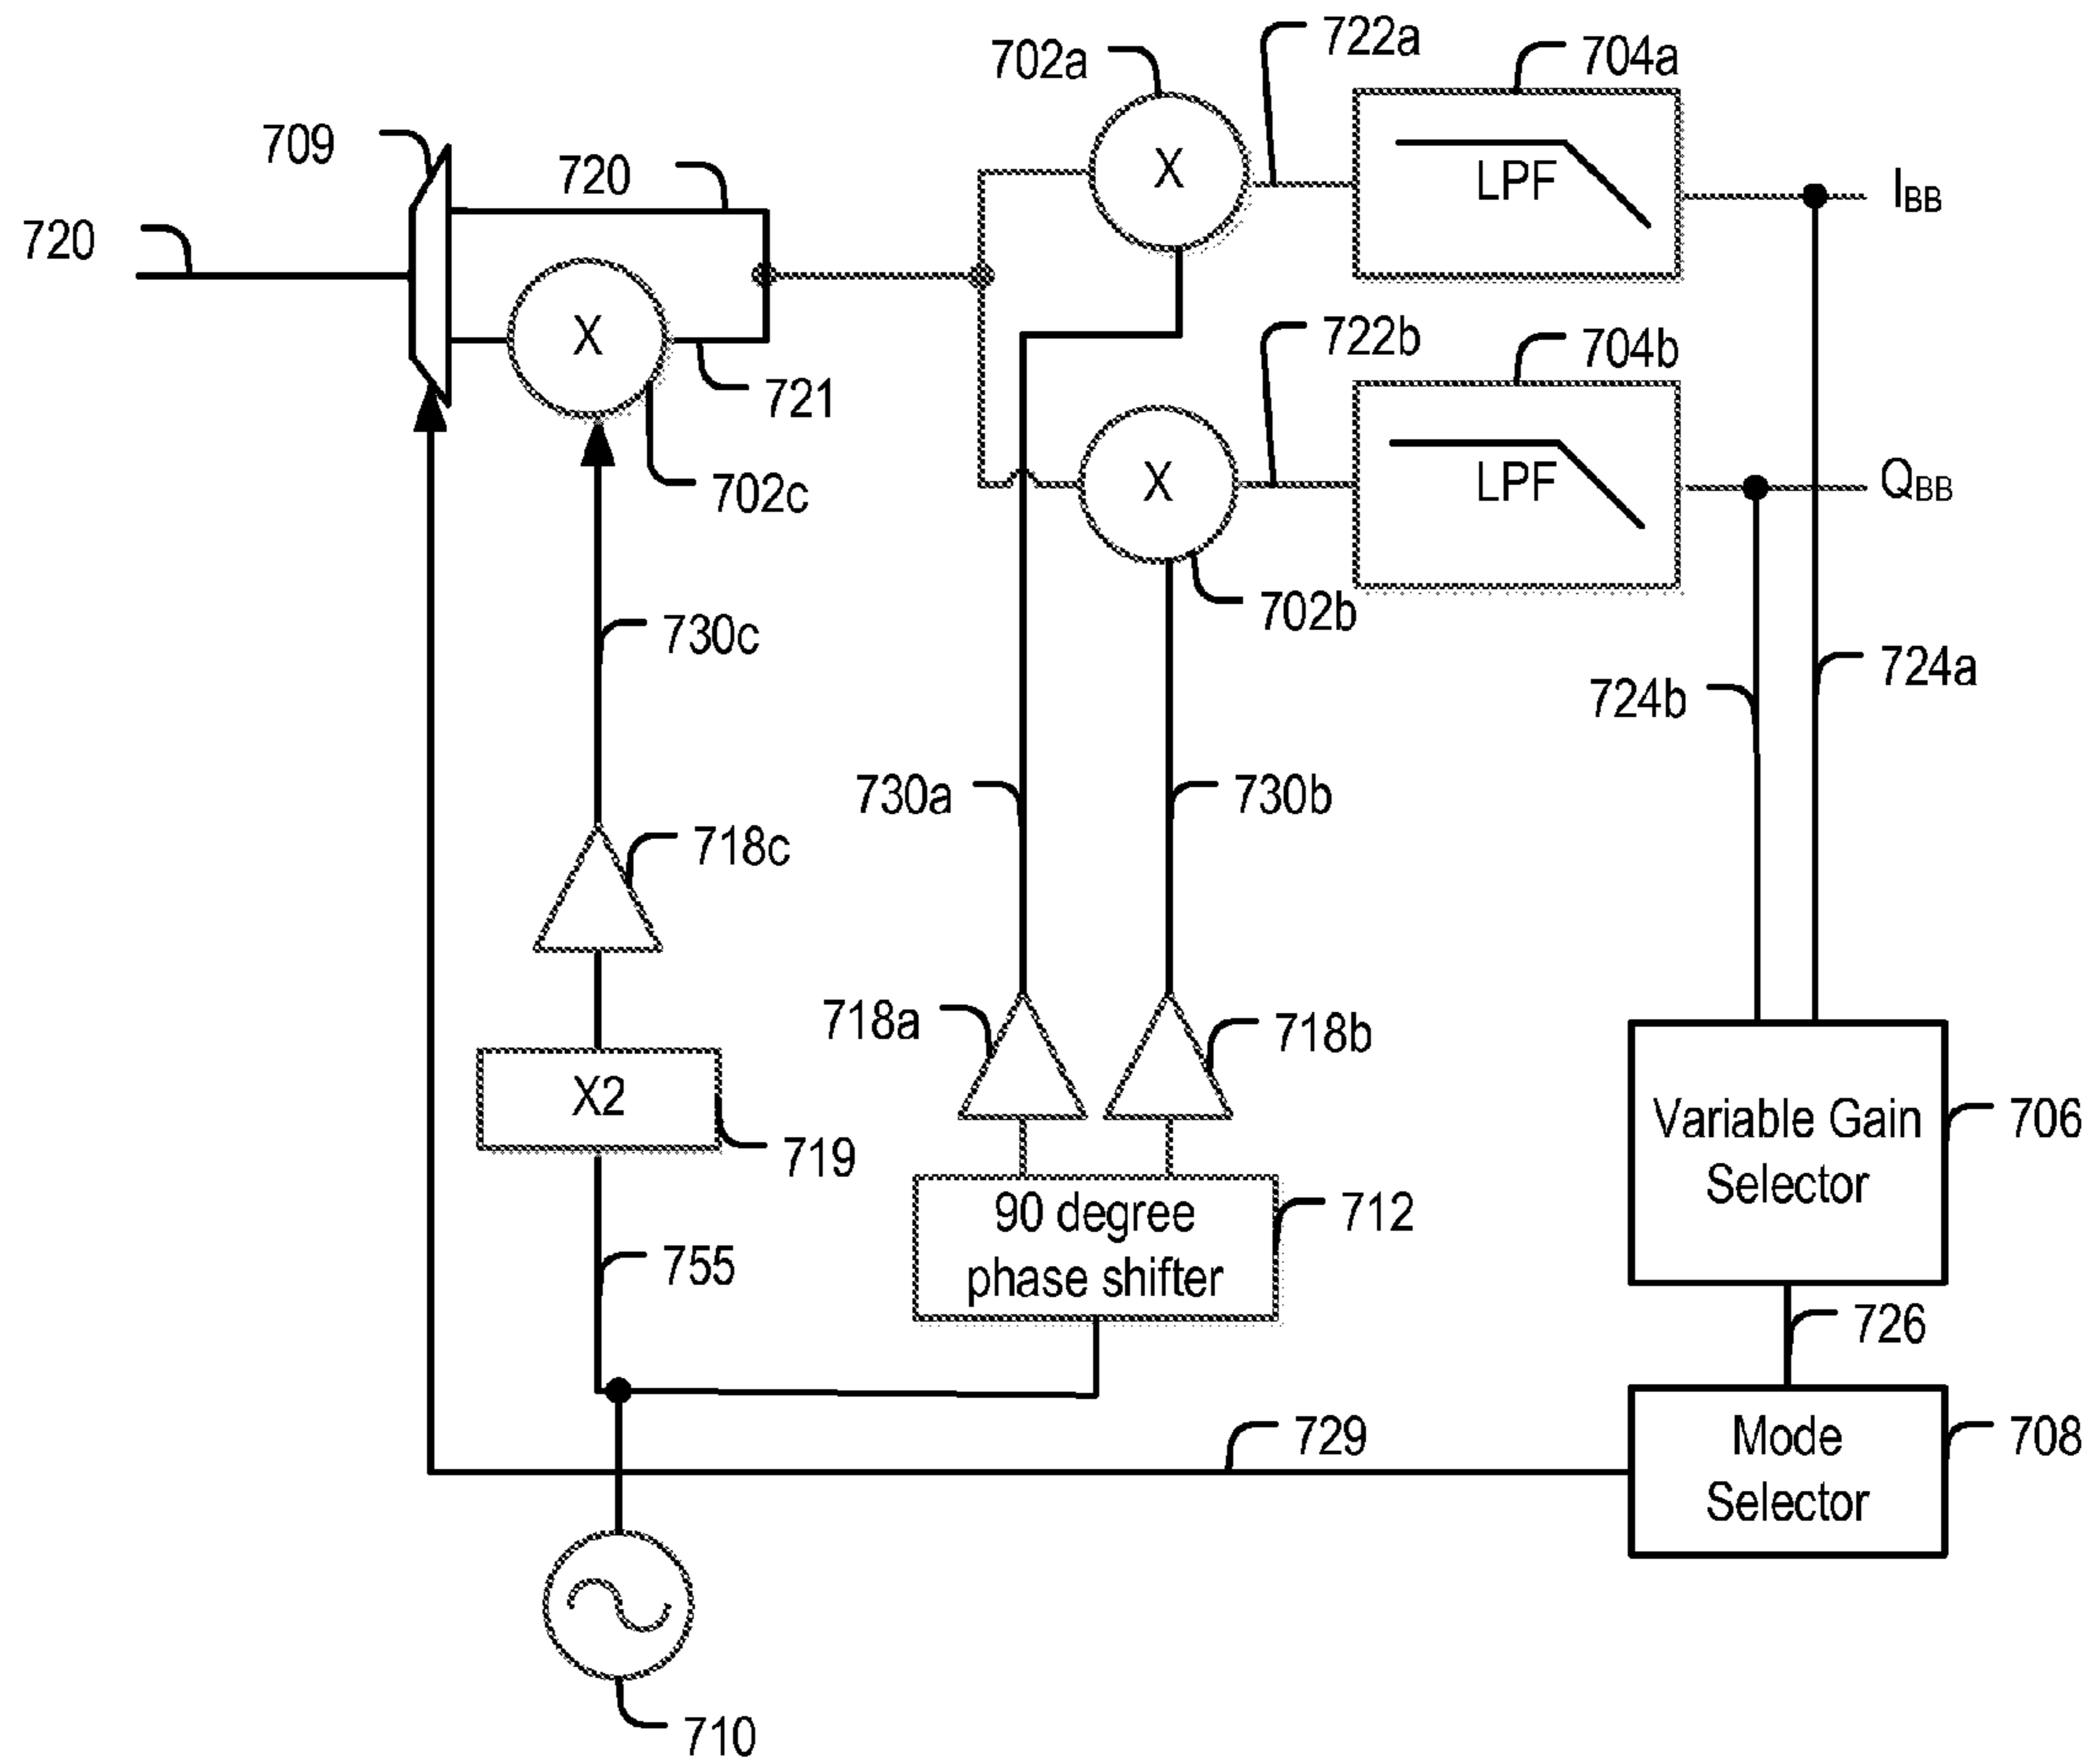 702a
722a
704a
709
720
X
LPF
I_BB
720
X
721
722b
704b
702c
X
LPF
Q_BB
702b
730c
724b
724a
730a
730b
718c
718a
718b
X2
719
Variable Gain
Selector
706
90 degree
phase shifter
712
755
726
729
Mode
Selector
708
710